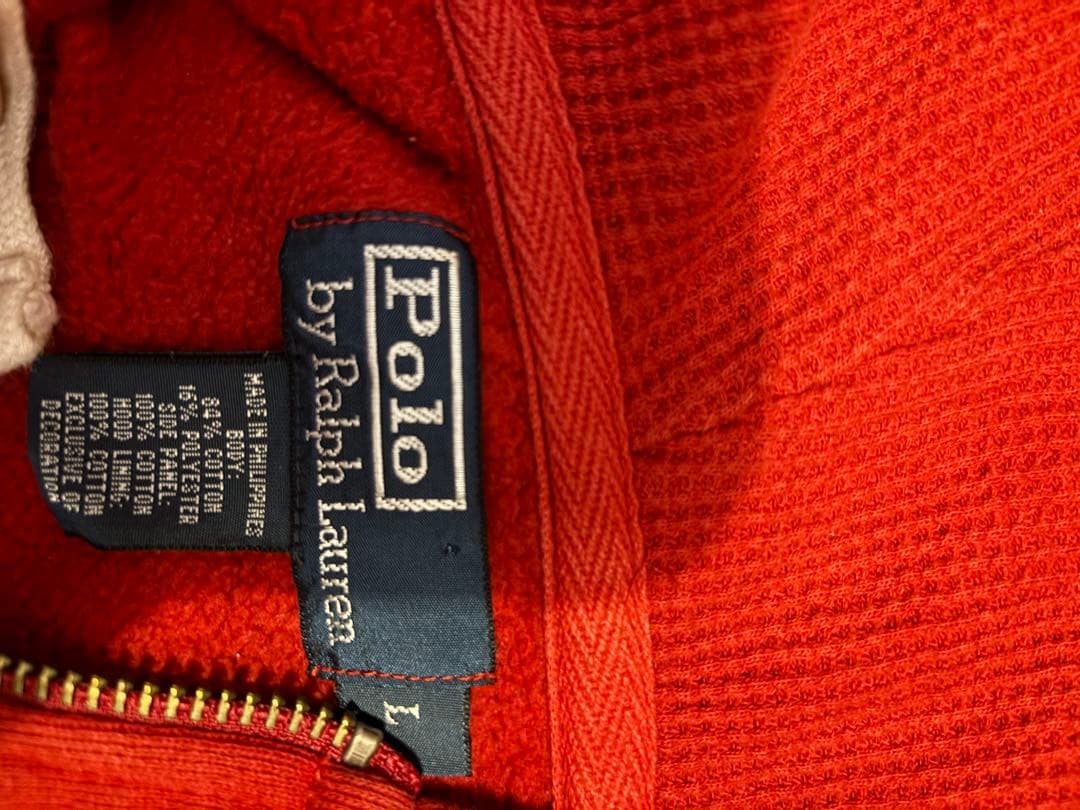 Polo
by Ralph Lauren
L
MADE IN PHILIPPINES
BODY:
84% COTTON
16% POLYESTER
SIDE PANEL:
100% COTTON
HOOD LINING:
100% COTTON
EXCLUSIVE OF
DECORATION